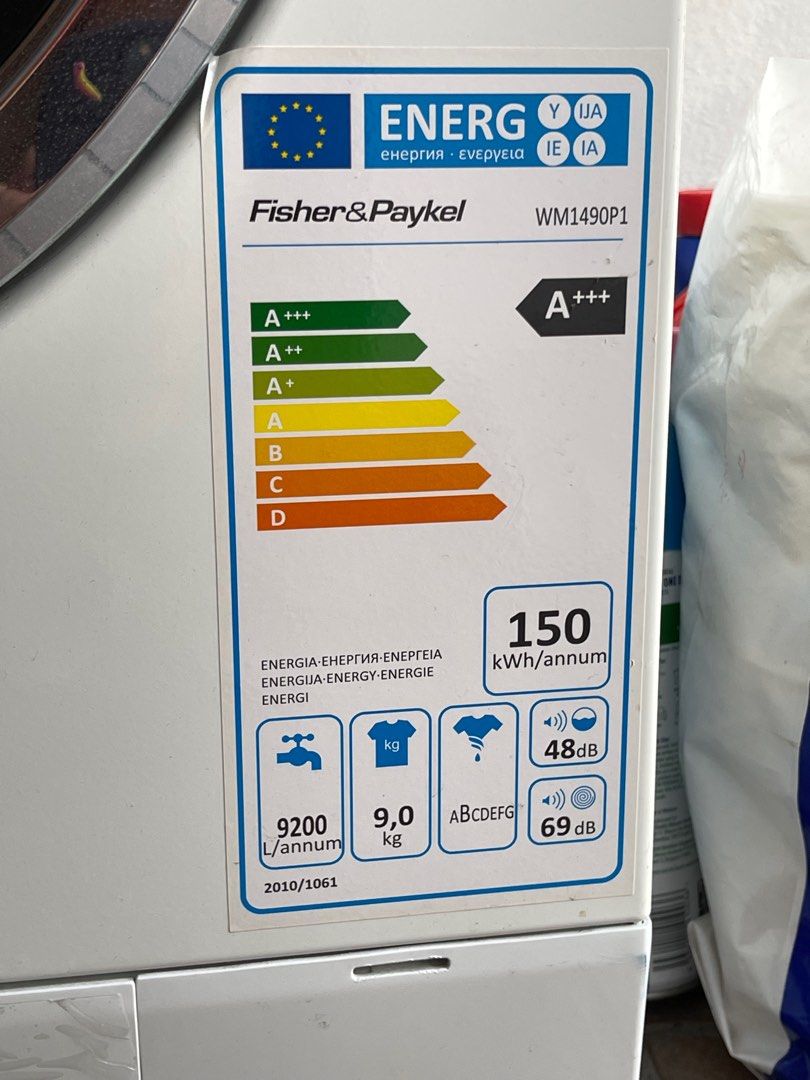 ENERG Y IJA
енергия · ενεργεια IE IA
Fisher&Paykel WM1490P1
A+++
A+++
A++
A+
A
B
C
D
150
kWh/annum
ENERGIA·ЕНЕРГИЯ·ΕΝΕΡΓΕΙΑ
ENERGIJA·ENERGY·ENERGIE
ENERGI
9200
L/annum
kg
9,0
kg
ABCDEFG
48dB
69 dB
2010/1061